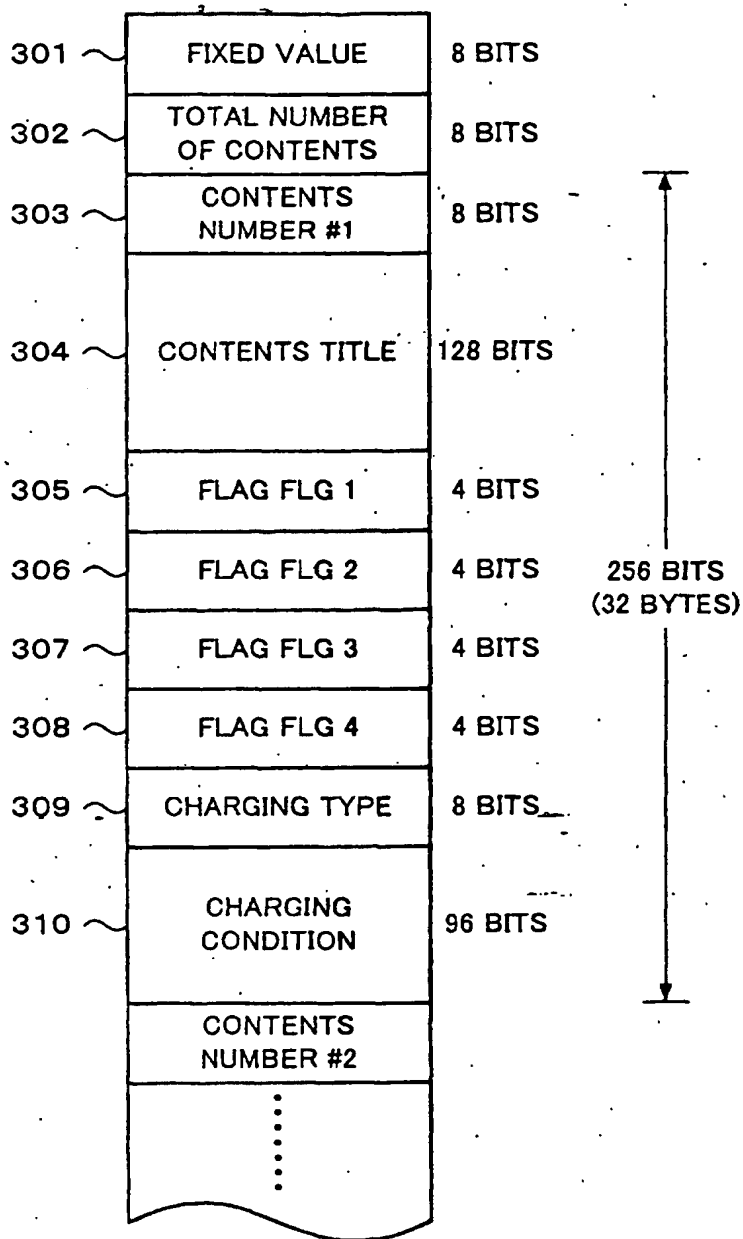 301 FIXED VALUE 8 BITS
302 TOTAL NUMBER 8 BITS
OF CONTENTS
303 CONTENTS 8 BITS
NUMBER #1
304 CONTENTS TITLE 128 BITS
305 FLAG FLG 1 4 BITS
306 FLAG FLG 2 4 BITS
256 BITS
(32 BYTES)
307 FLAG FLG 3 4 BITS
308 FLAG FLG 4 4 BITS
309 CHARGING TYPE 8 BITS
310 CHARGING 96 BITS
CONDITION
CONTENTS
NUMBER #2